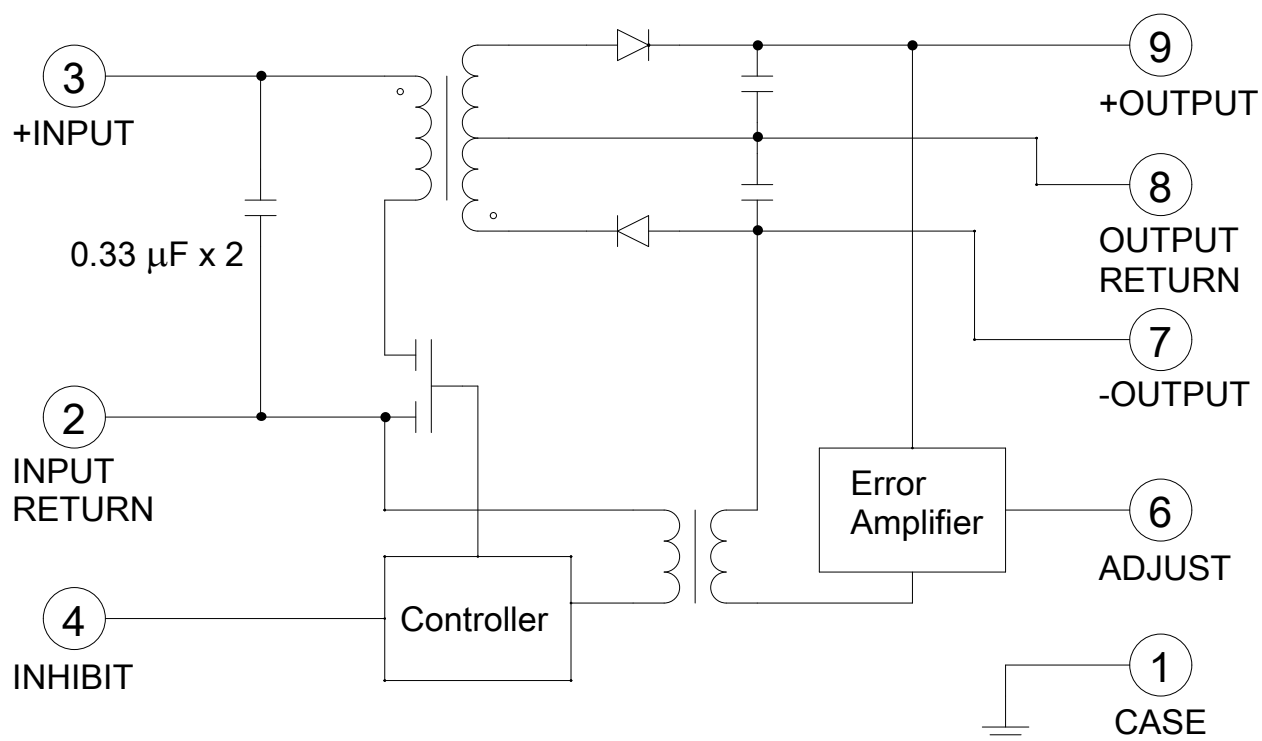 3
+INPUT
0.33 μF x 2
2
INPUT
RETURN
4
INHIBIT
Controller
Error
Amplifier
9
+OUTPUT
8
OUTPUT
RETURN
7
-OUTPUT
6
ADJUST
1
CASE